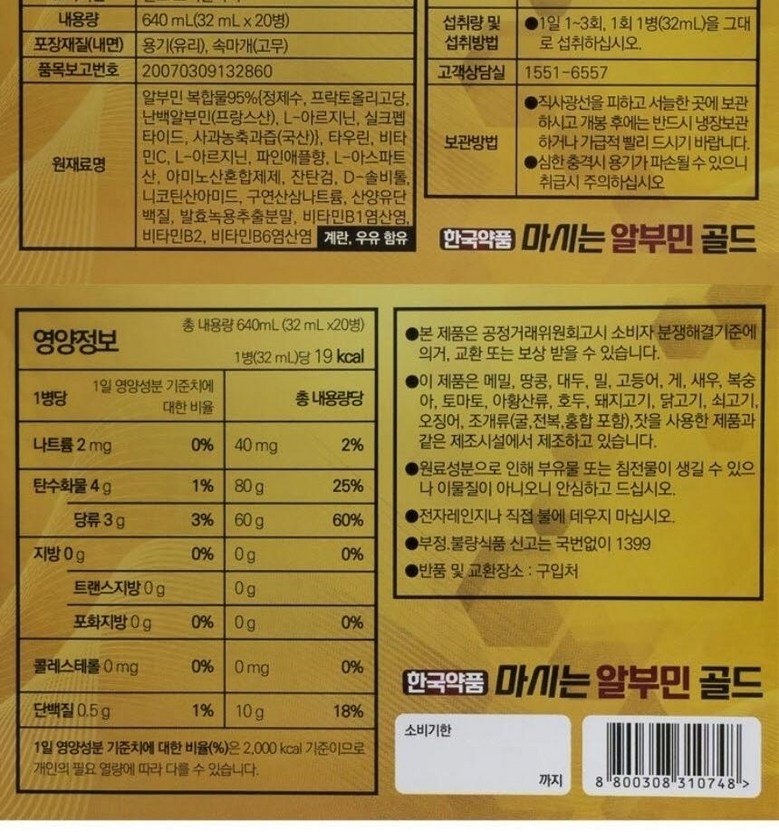 내용량 640 mL(32 mL x 20병)
포장재질(내면) 용기(유리), 속마개(고무)
품목보고번호 20070309132860
원재료명
알부민 복합물95%{정제수, 프락토올리고당,
난백알부민(프랑스산), L-아르지닌, 실크펩
타이드, 사과농축과즙(국산)}, 타우린, 비타
민C, L-아르지닌, 파인애플향, L-아스파트
산, 아미노산혼합제제, 잔탄검, D-솔비톨,
니코틴산아미드, 구연산삼나트륨, 산양유단
백질, 발효녹용추출분말, 비타민B1염산염,
비타민B2, 비타민B6염산염 계란, 우유 함유
섭취량 및
섭취방법
●1일 1~3회, 1회 1병(32mL)을 그대
로 섭취하십시오.
고객상담실 1551-6557
보관방법
●직사광선을 피하고 서늘한 곳에 보관
하시고 개봉 후에는 반드시 냉장보관
하거나 가급적 빨리 드시기 바랍니다.
●심한 충격시 용기가 파손될 수 있으니
취급시 주의하십시오
한국약품 마시는 알부민 골드
영양정보
총 내용량 640mL (32 mL x20병)
1병(32 mL)당 19 kcal
1병당 1일 영양성분 기준치에
대한 비율
총 내용량당
나트륨 2 mg 0% 40 mg 2%
탄수화물 4 g 1% 80 g 25%
당류 3 g 3% 60 g 60%
지방 0 g 0% 0 g 0%
트랜스지방 0 g 0 g
포화지방 0 g 0% 0 g 0%
콜레스테롤 0 mg 0% 0 mg 0%
단백질 0.5 g 1% 10 g 18%
1일 영양성분 기준치에 대한 비율(%)은 2,000 kcal 기준이므로
개인의 필요 열량에 따라 다를 수 있습니다.
●본 제품은 공정거래위원회고시 소비자 분쟁해결기준에
의거, 교환 또는 보상 받을 수 있습니다.
●이 제품은 메밀, 땅콩, 대두, 밀, 고등어, 게, 새우, 복숭
아, 토마토, 아황산류, 호두, 돼지고기, 닭고기, 쇠고기,
오징어, 조개류(굴,전복,홍합 포함),잣을 사용한 제품과
같은 제조시설에서 제조하고 있습니다.
●원료성분으로 인해 부유물 또는 침전물이 생길 수 있으
나 이물질이 아니오니 안심하고 드십시오.
●전자레인지나 직접 불에 데우지 마십시오.
●부정.불량식품 신고는 국번없이 1399
●반품 및 교환장소 : 구입처
한국약품 마시는 알부민 골드
소비기한
까지
8 800308 310748 >